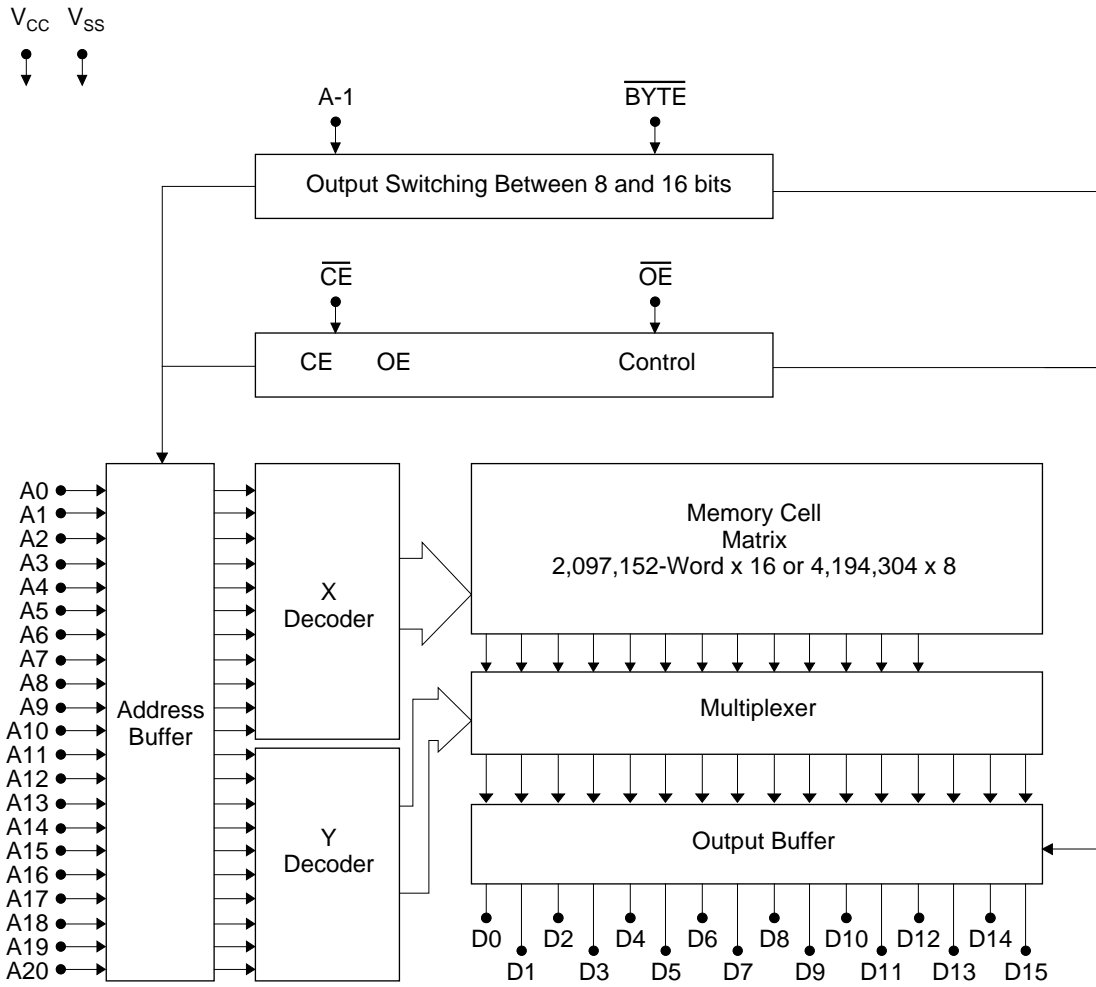 VCC VSS
A-1 BYTE
Output Switching Between 8 and 16 bits
CE OE
CE OE Control
A0
A1
A2
A3
A4
A5
A6
A7
A8
A9
A10
A11
A12
A13
A14
A15
A16
A17
A18
A19
A20
Address
Buffer
X
Decoder
Y
Decoder
Memory Cell
Matrix
2,097,152-Word x 16 or 4,194,304 x 8
Multiplexer
Output Buffer
D0 D2 D4 D6 D8 D10 D12 D14
D1 D3 D5 D7 D9 D11 D13 D15